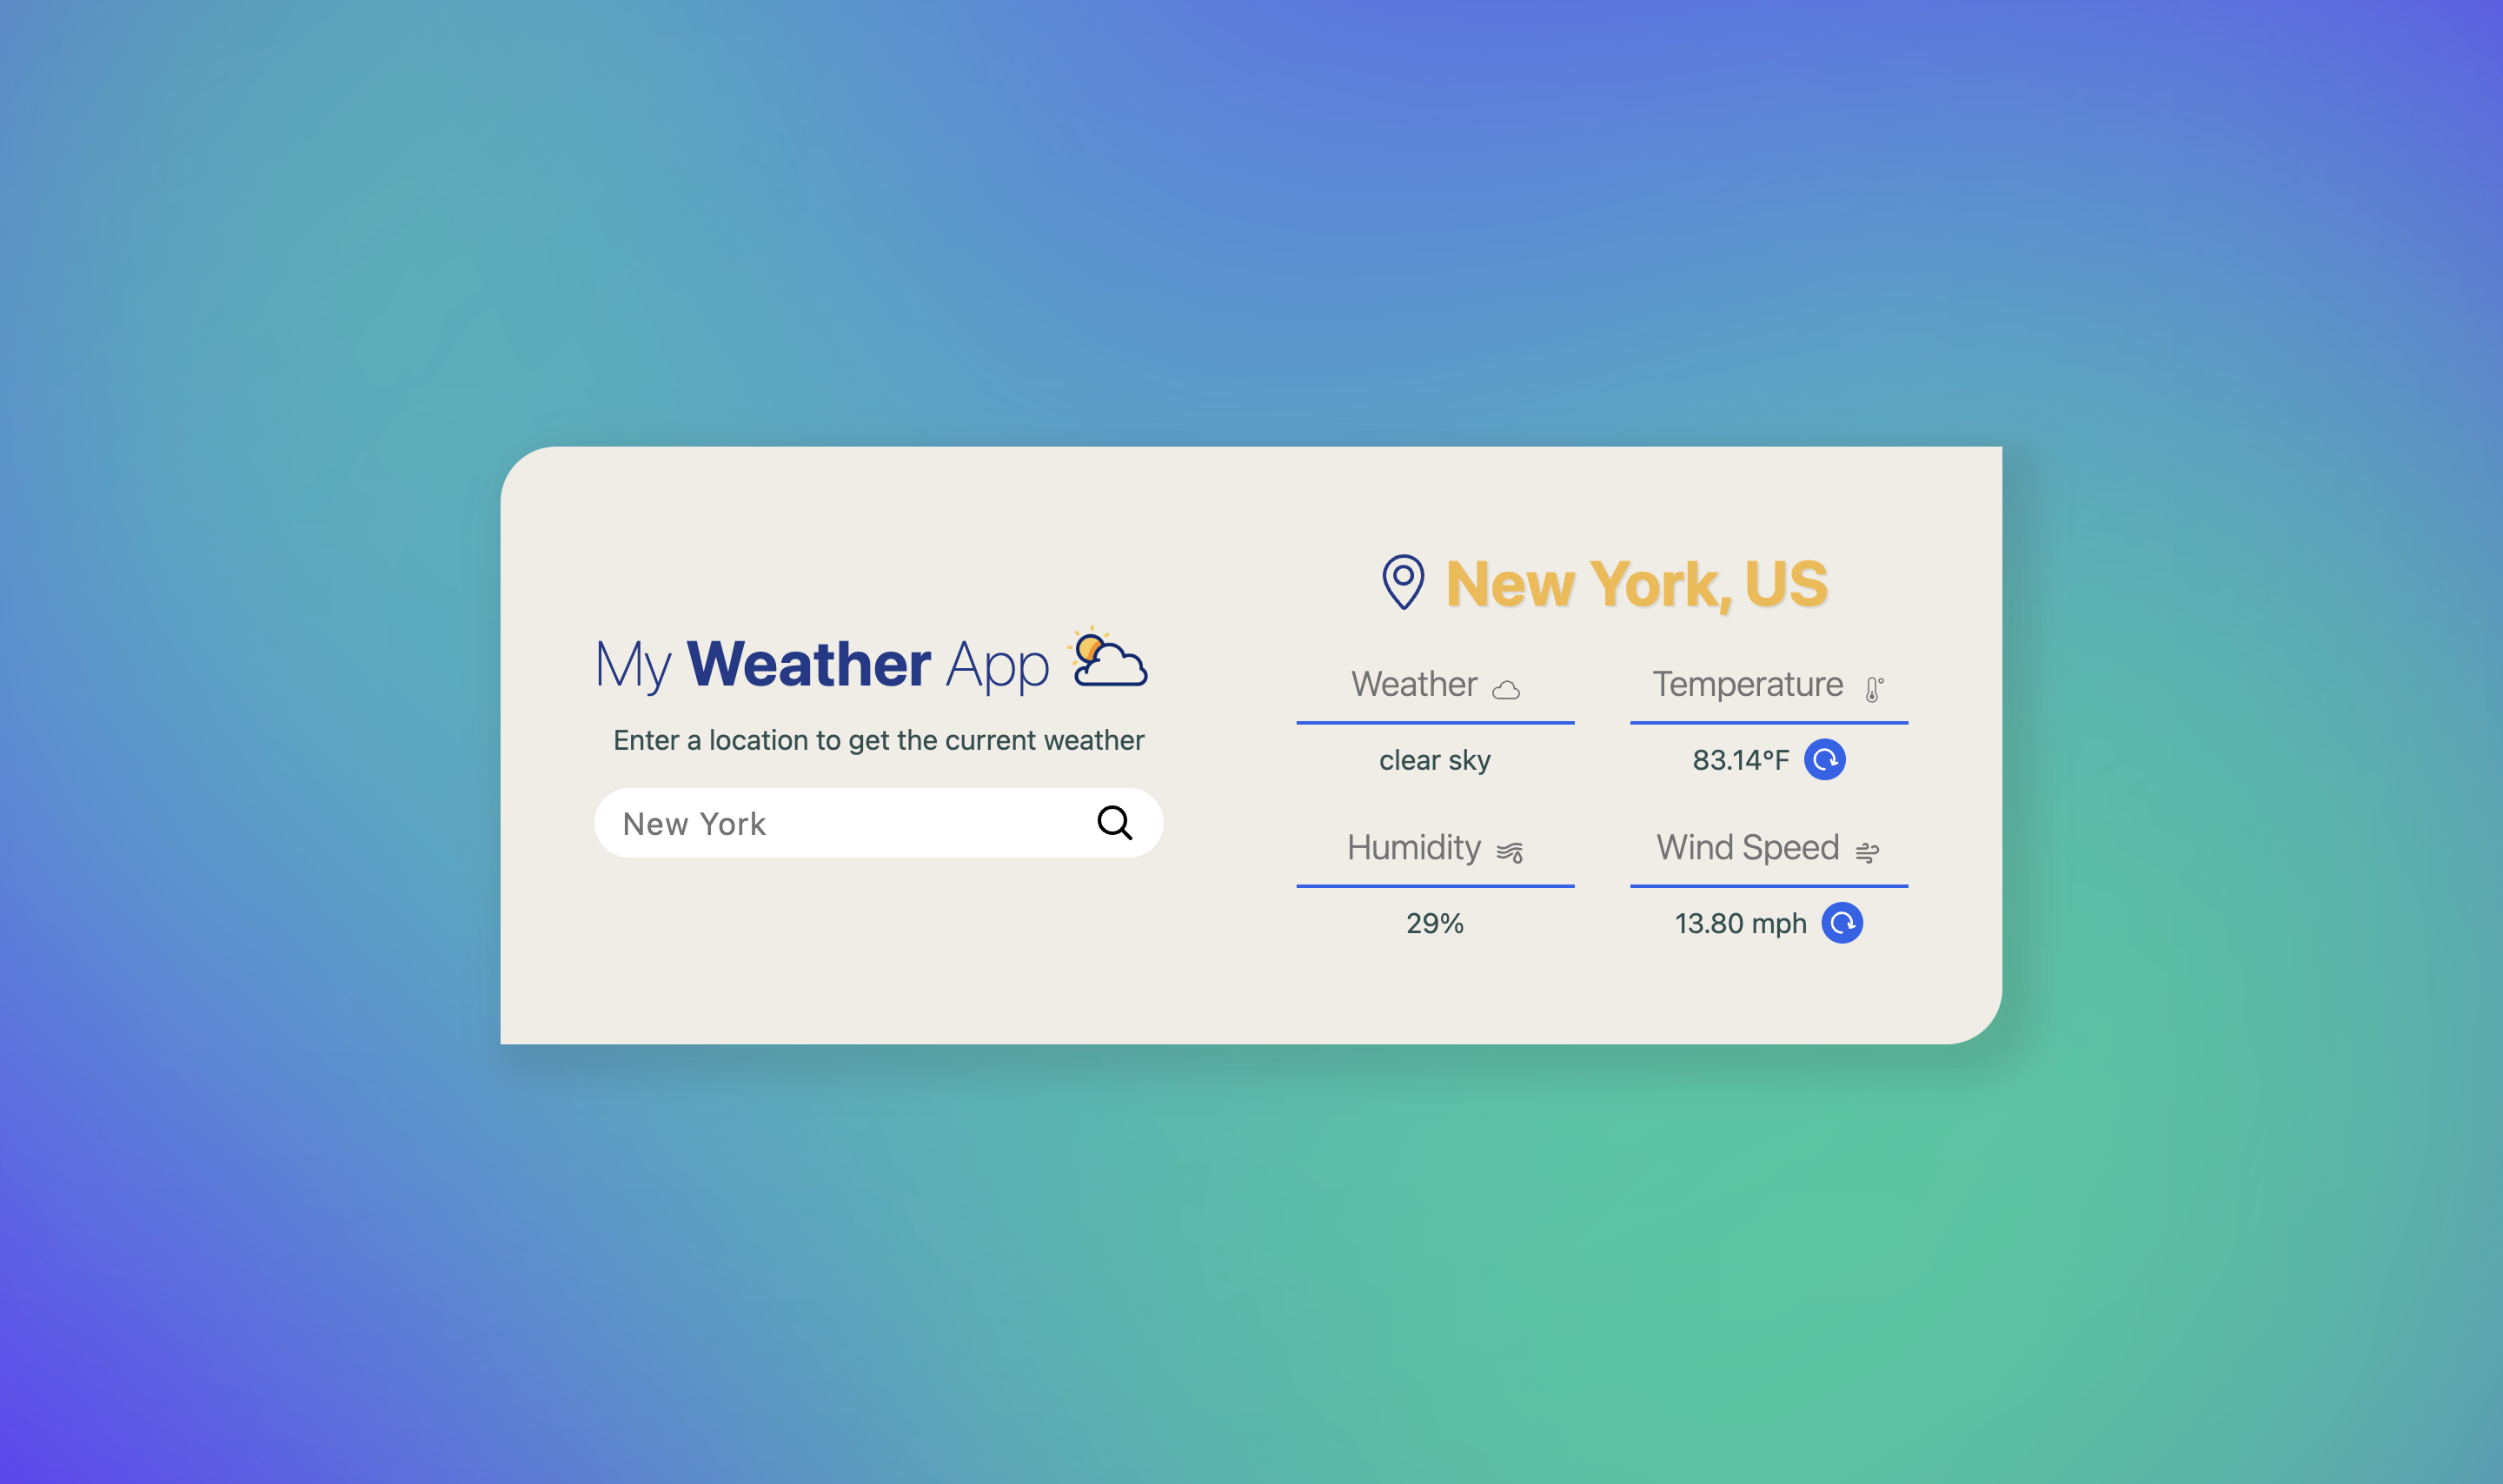 My Weather App
Enter a location to get the current weather
New York
New York, US
Weather
clear sky
Temperature
83.14°F
Humidity
29%
Wind Speed
13.80 mph